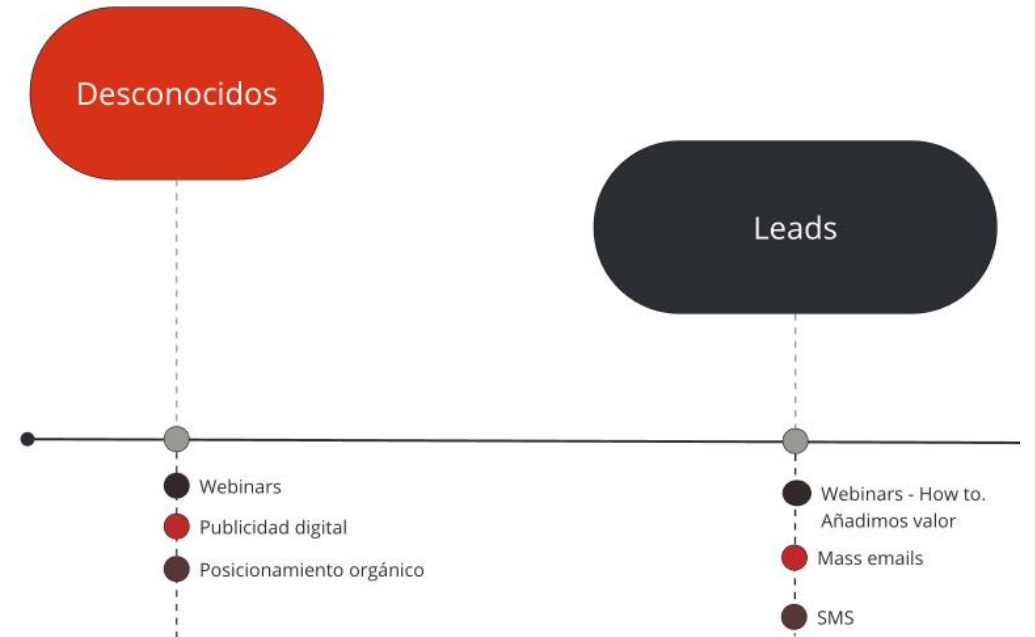 Desconocidos
Leads
Webinars
Publicidad digital
Posicionamiento orgánico
Webinars - How to.
Añadimos valor
Mass emails
SMS